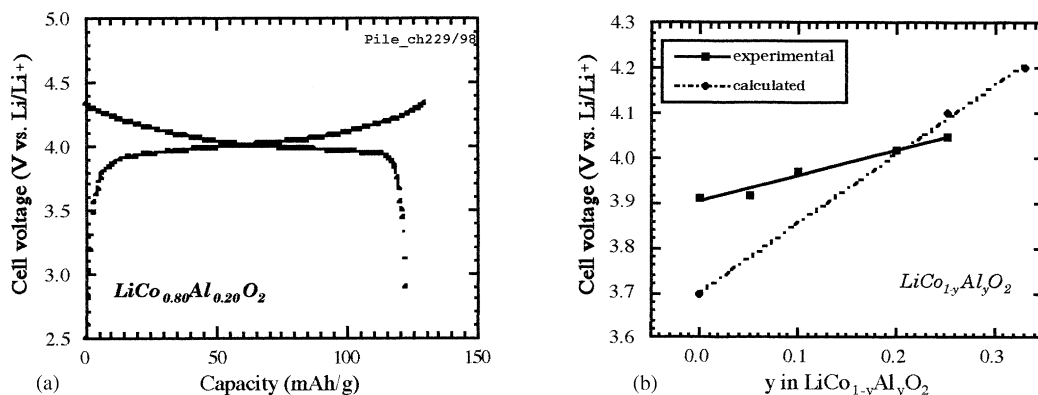 5.0
4.5
4.0
3.5
3.0
2.5
Cell voltage (V vs. Li/Li+)
Pile_ch229/98
LiCo0.80Al0.20O2
0
50
100
150
Capacity (mAh/g)
(a)
4.3
4.2
4.1
4.0
3.9
3.8
3.7
3.6
Cell voltage (V vs. Li/Li+)
experimental
calculated
LiCo1-yAlyO2
0.0
0.1
0.2
0.3
y in LiCo1-yAlyO2
(b)